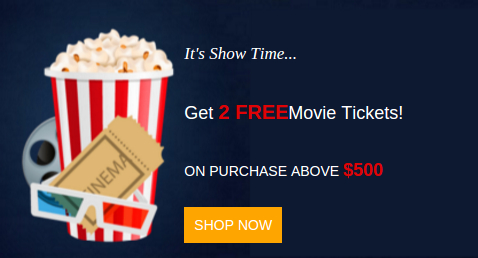 It's Show Time...
Get 2 FREEMovie Tickets!
ON PURCHASE ABOVE $500
SHOP NOW
CINEMA